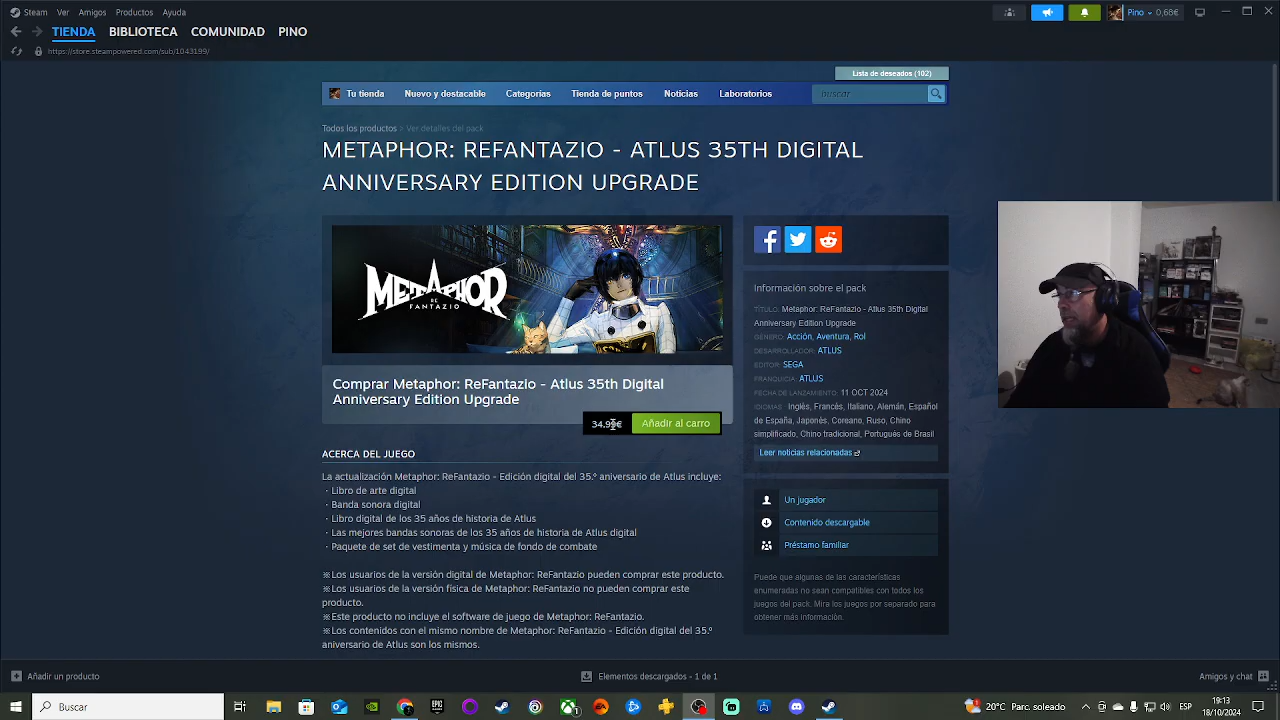 Steam Ver Amigos Productos Ayuda
Pino 0,68€
TIENDA BIBLIOTECA COMUNIDAD PINO
https://store.steampowered.com/sub/1043199/
Lista de deseados (102)
Tu tienda Nuevo y destacable Categorías Tienda de puntos Noticias Laboratorios buscar
Todos los productos > Ver detalles del pack
METAPHOR: REFANTAZIO - ATLUS 35TH DIGITAL
ANNIVERSARY EDITION UPGRADE
METAPHOR
RE
FANTAZIO
Comprar Metaphor: ReFantazio - Atlus 35th Digital
Anniversary Edition Upgrade
34,99€ Añadir al carro
ACERCA DEL JUEGO
La actualización Metaphor: ReFantazio - Edición digital del 35.º aniversario de Atlus incluye:
・Libro de arte digital
・Banda sonora digital
・Libro digital de los 35 años de historia de Atlus
・Las mejores bandas sonoras de los 35 años de historia de Atlus digital
・Paquete de set de vestimenta y música de fondo de combate
※Los usuarios de la versión digital de Metaphor: ReFantazio pueden comprar este producto.
※Los usuarios de la versión física de Metaphor: ReFantazio no pueden comprar este
producto.
※Este producto no incluye el software de juego de Metaphor: ReFantazio.
※Los contenidos con el mismo nombre de Metaphor: ReFantazio - Edición digital del 35.º
aniversario de Atlus son los mismos.
Información sobre el pack
TÍTULO: Metaphor: ReFantazio - Atlus 35th Digital
Anniversary Edition Upgrade
GÉNERO: Acción, Aventura, Rol
DESARROLLADOR: ATLUS
EDITOR: SEGA
FRANQUICIA: ATLUS
FECHA DE LANZAMIENTO: 11 OCT 2024
IDIOMAS: Inglés, Francés, Italiano, Alemán, Español
de España, Japonés, Coreano, Ruso, Chino
simplificado, Chino tradicional, Portugués de Brasil
Leer noticias relacionadas
Un jugador
Contenido descargable
Préstamo familiar
Puede que algunas de las características
enumeradas no sean compatibles con todos los
juegos del pack. Mira los juegos por separado para
obtener más información.
Añadir un producto Elementos descargados - 1 de 1 Amigos y chat
Buscar 20°C Parc. soleado ESP 19:13
18/10/2024